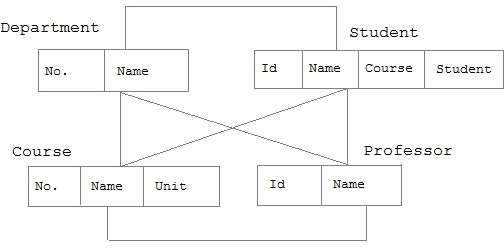 Department
Student
No. Name
Id Name Course Student
Course
Professor
No. Name Unit
Id Name